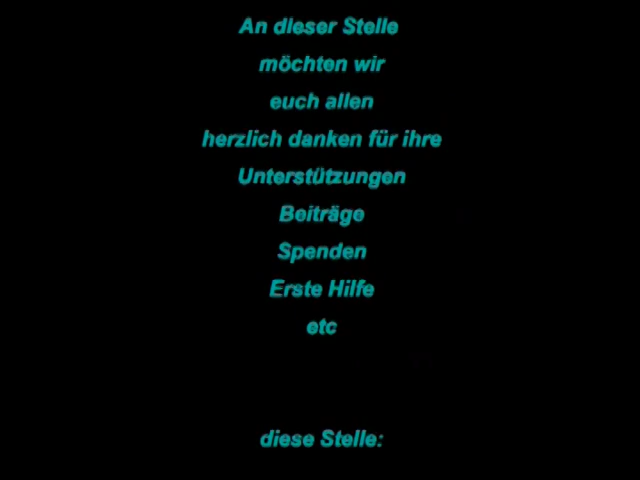 An dieser Stelle
möchten wir
euch allen
herzlich danken für ihre
Unterstützungen
Beiträge
Spenden
Erste Hilfe
etc
diese Stelle: